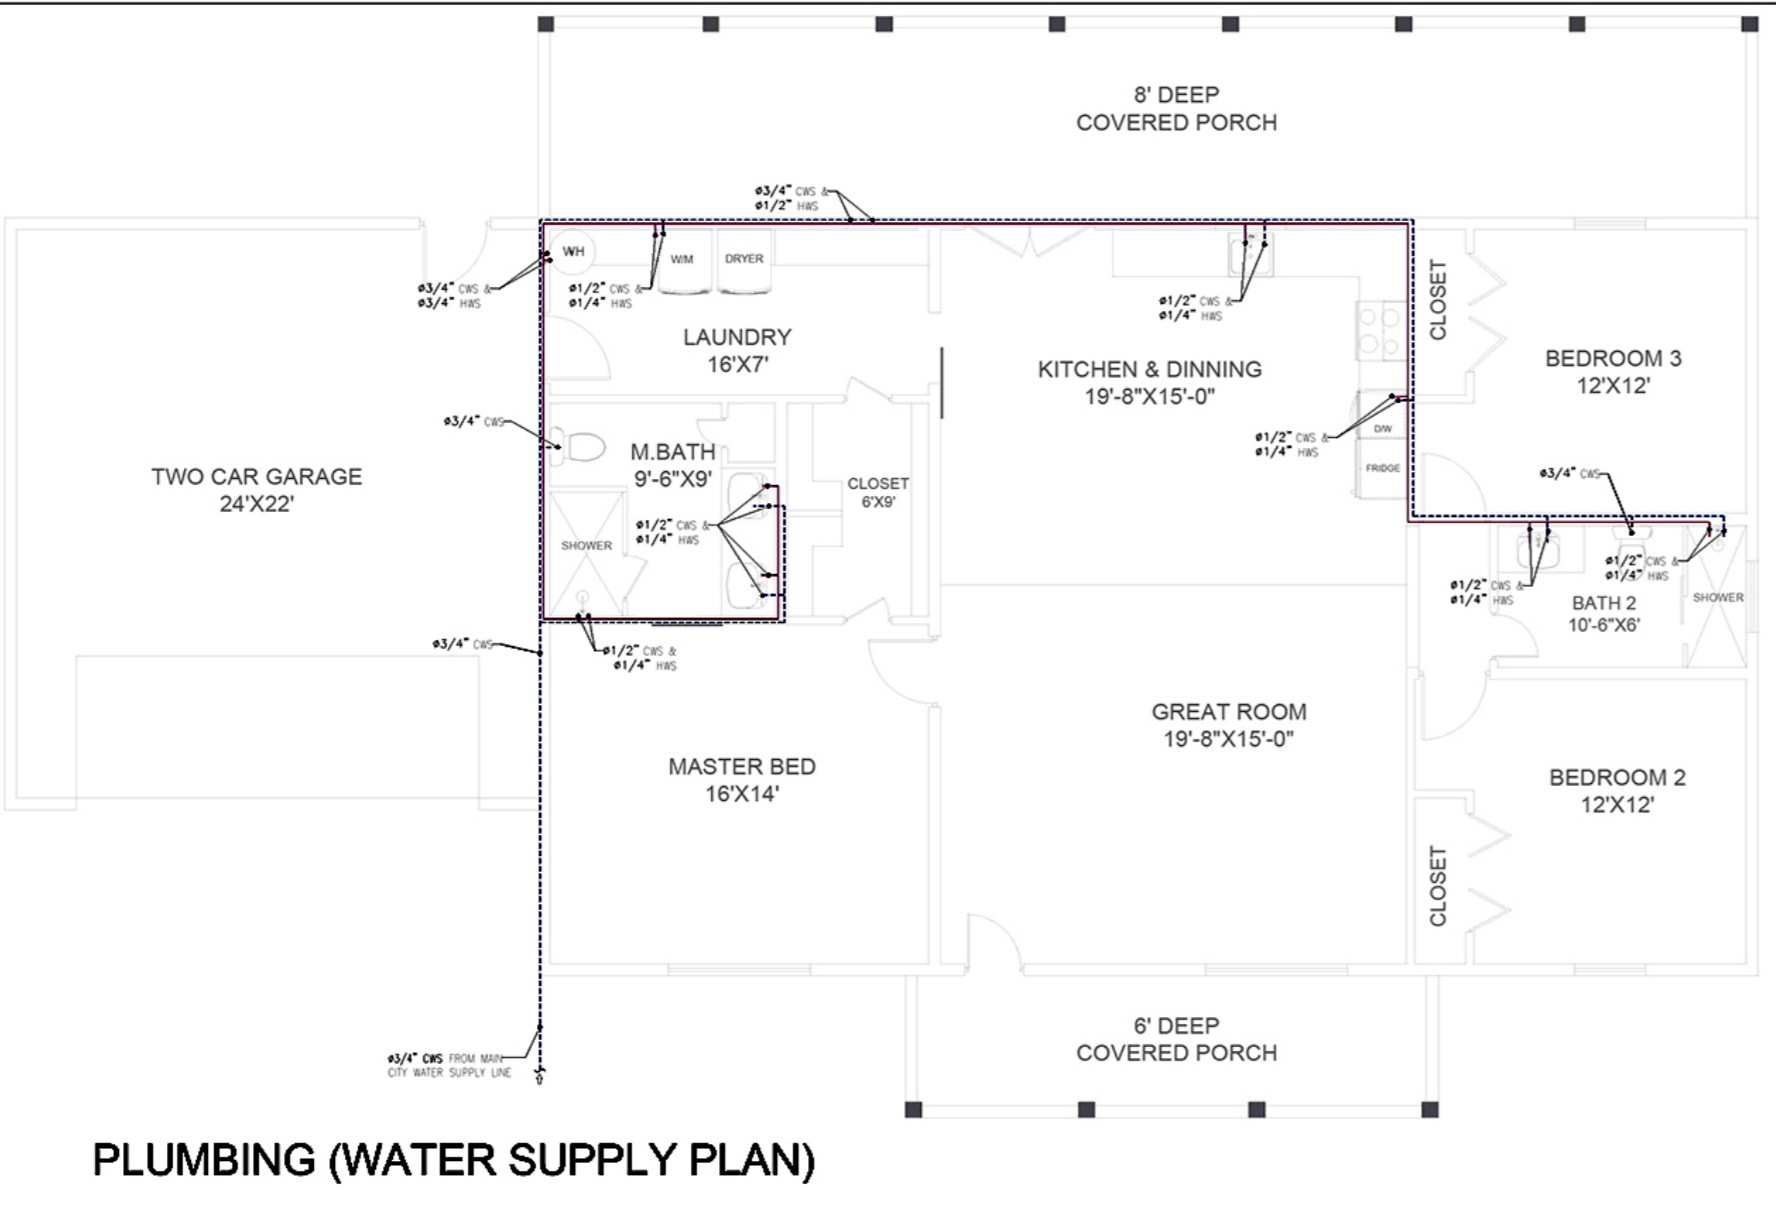 8' DEEP
COVERED PORCH
ø3/4" CWS &
ø1/2" HWS
WH
W/M
DRYER
ø3/4" CWS &
ø3/4" HWS
ø1/2" CWS &
ø1/4" HWS
ø1/2" CWS &
ø1/4" HWS
CLOSET
LAUNDRY
16'X7'
KITCHEN & DINNING
19'-8"X15'-0"
BEDROOM 3
12'X12'
ø3/4" CWS
M.BATH
9'-6"X9'
D/W
ø1/2" CWS &
ø1/4" HWS
FRIDGE
TWO CAR GARAGE
24'X22'
CLOSET
6'X9'
ø3/4" CWS
ø1/2" CWS &
ø1/4" HWS
SHOWER
ø1/2" CWS &
ø1/4" HWS
ø1/2" CWS &
ø1/4" HWS
SHOWER
BATH 2
10'-6"X6'
ø3/4" CWS
ø1/2" CWS &
ø1/4" HWS
GREAT ROOM
19'-8"X15'-0"
MASTER BED
16'X14'
BEDROOM 2
12'X12'
CLOSET
6' DEEP
COVERED PORCH
ø3/4" CWS FROM MAIN
CITY WATER SUPPLY LINE
PLUMBING (WATER SUPPLY PLAN)